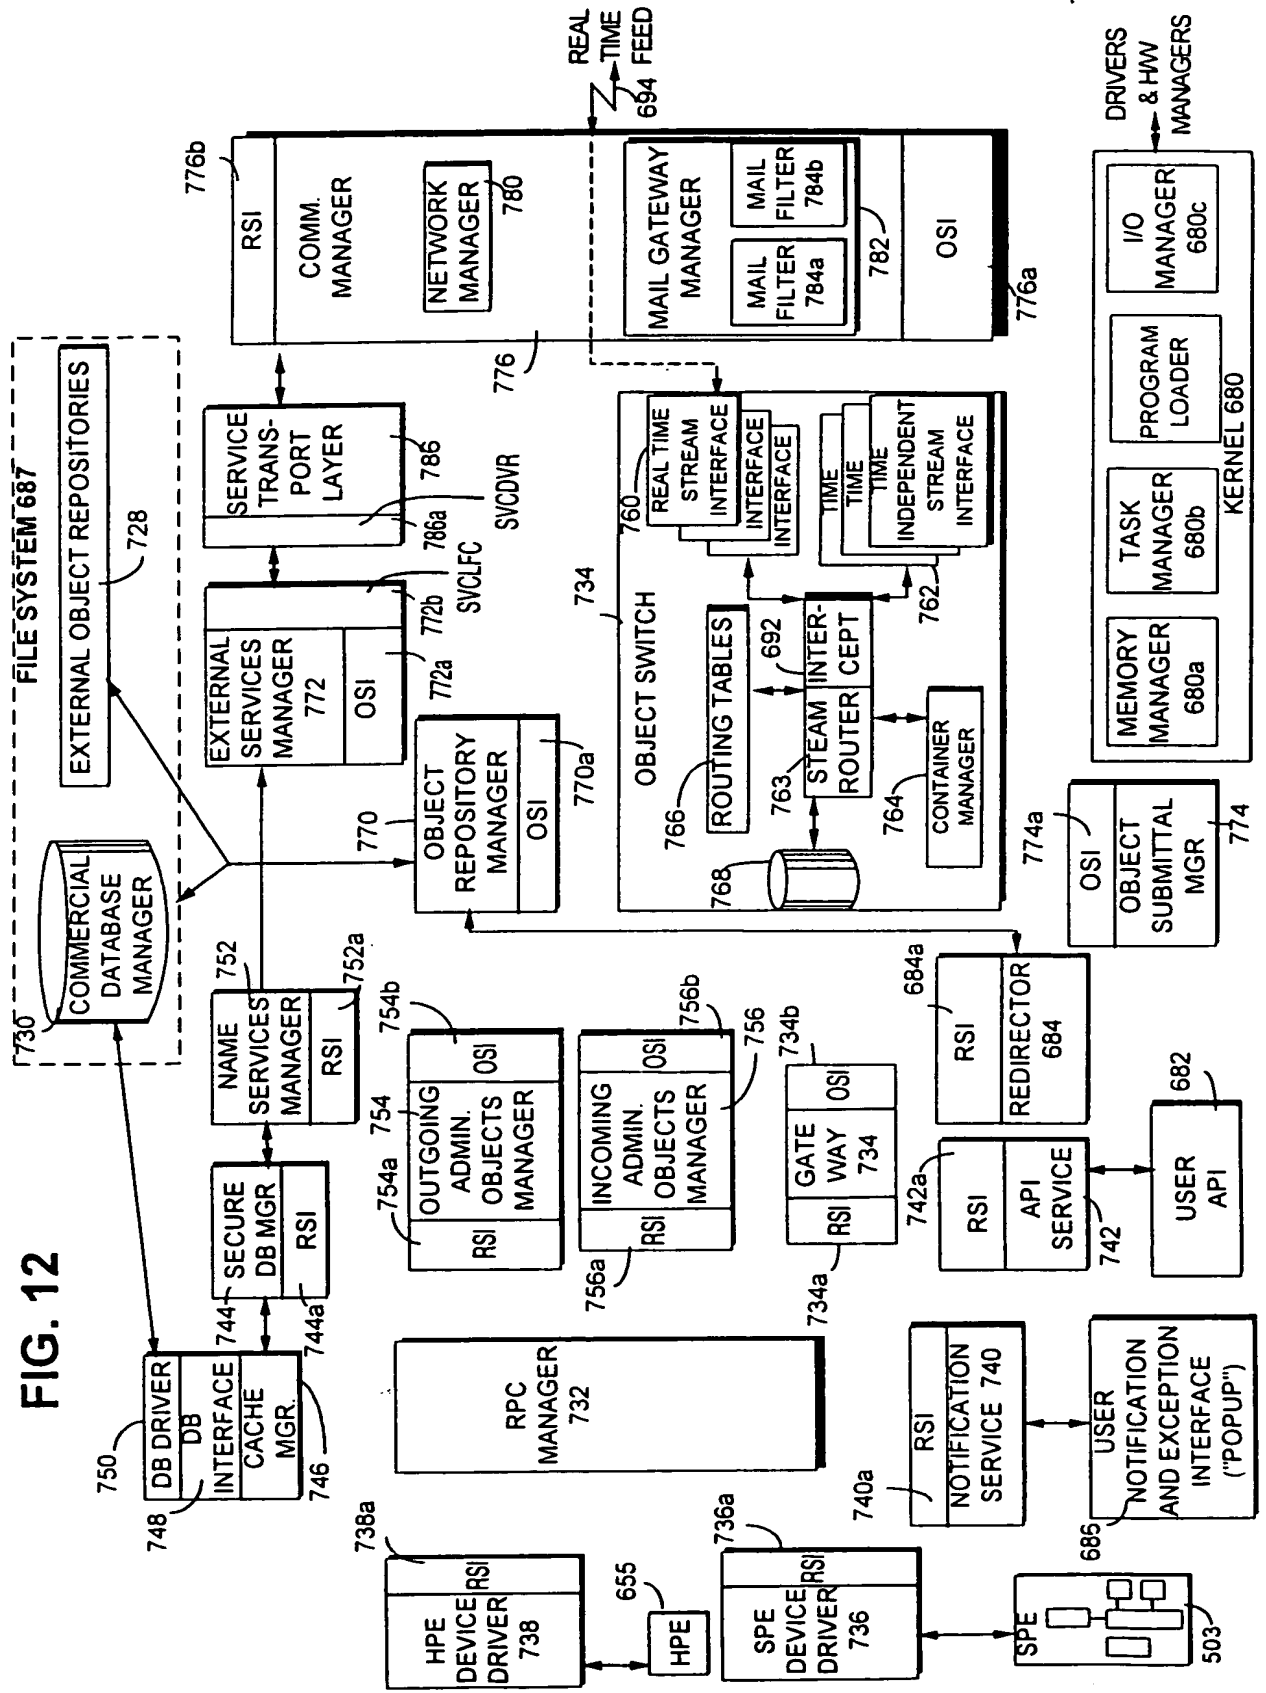 FIG. 12
FILE SYSTEM 687
730
COMMERCIAL
DATABASE
MANAGER
EXTERNAL OBJECT REPOSITORIES
728
750
DB DRIVER
DB
INTERFACE
CACHE
MGR.
748
746
744
SECURE
DB MGR
RSI
744a
752
NAME
SERVICES
MANAGER
RSI
752a
EXTERNAL
SERVICES
MANAGER
772
OSI
772a
772b
SVCLFC
SERVICE
TRANS-
PORT
LAYER
786
786a
SVCDVR
776b
RSI
COMM.
MANAGER
NETWORK
MANAGER
780
776
MAIL GATEWAY
MANAGER
MAIL
FILTER
784a
MAIL
FILTER
784b
782
OSI
776a
REAL
TIME
FEED
694
738a
HPE
DEVICE
DRIVER
738
RSI
655
HPE
736a
SPE
DEVICE
DRIVER
736
RSI
SPE
503
RPC
MANAGER
732
754a
754
754b
RSI
OUTGOING
ADMIN.
OBJECTS
MANAGER
OSI
756a
RSI
INCOMING
ADMIN.
OBJECTS
MANAGER
OSI
756b
756
734a
RSI
GATE
WAY
734
OSI
734b
770
OBJECT
REPOSITORY
MANAGER
OSI
770a
734
OBJECT SWITCH
768
766
ROUTING TABLES
763
692
STEAM
ROUTER
INTER-
CEPT
764
CONTAINER
MANAGER
760
REAL TIME
STREAM
INTERFACE
INTERFACE
INTERFACE
TIME
TIME
TIME
INDEPENDENT
STREAM
INTERFACE
762
740a
RSI
NOTIFICATION
SERVICE 740
686
USER
NOTIFICATION
AND EXCEPTION
INTERFACE
("POPUP")
742a
RSI
API
SERVICE
742
USER
API
682
684a
RSI
REDIRECTOR
684
774a
OSI
OBJECT
SUBMITTAL
MGR
774
MEMORY
MANAGER
680a
TASK
MANAGER
680b
PROGRAM
LOADER
I/O
MANAGER
680c
KERNEL 680
DRIVERS
& H/W
MANAGERS